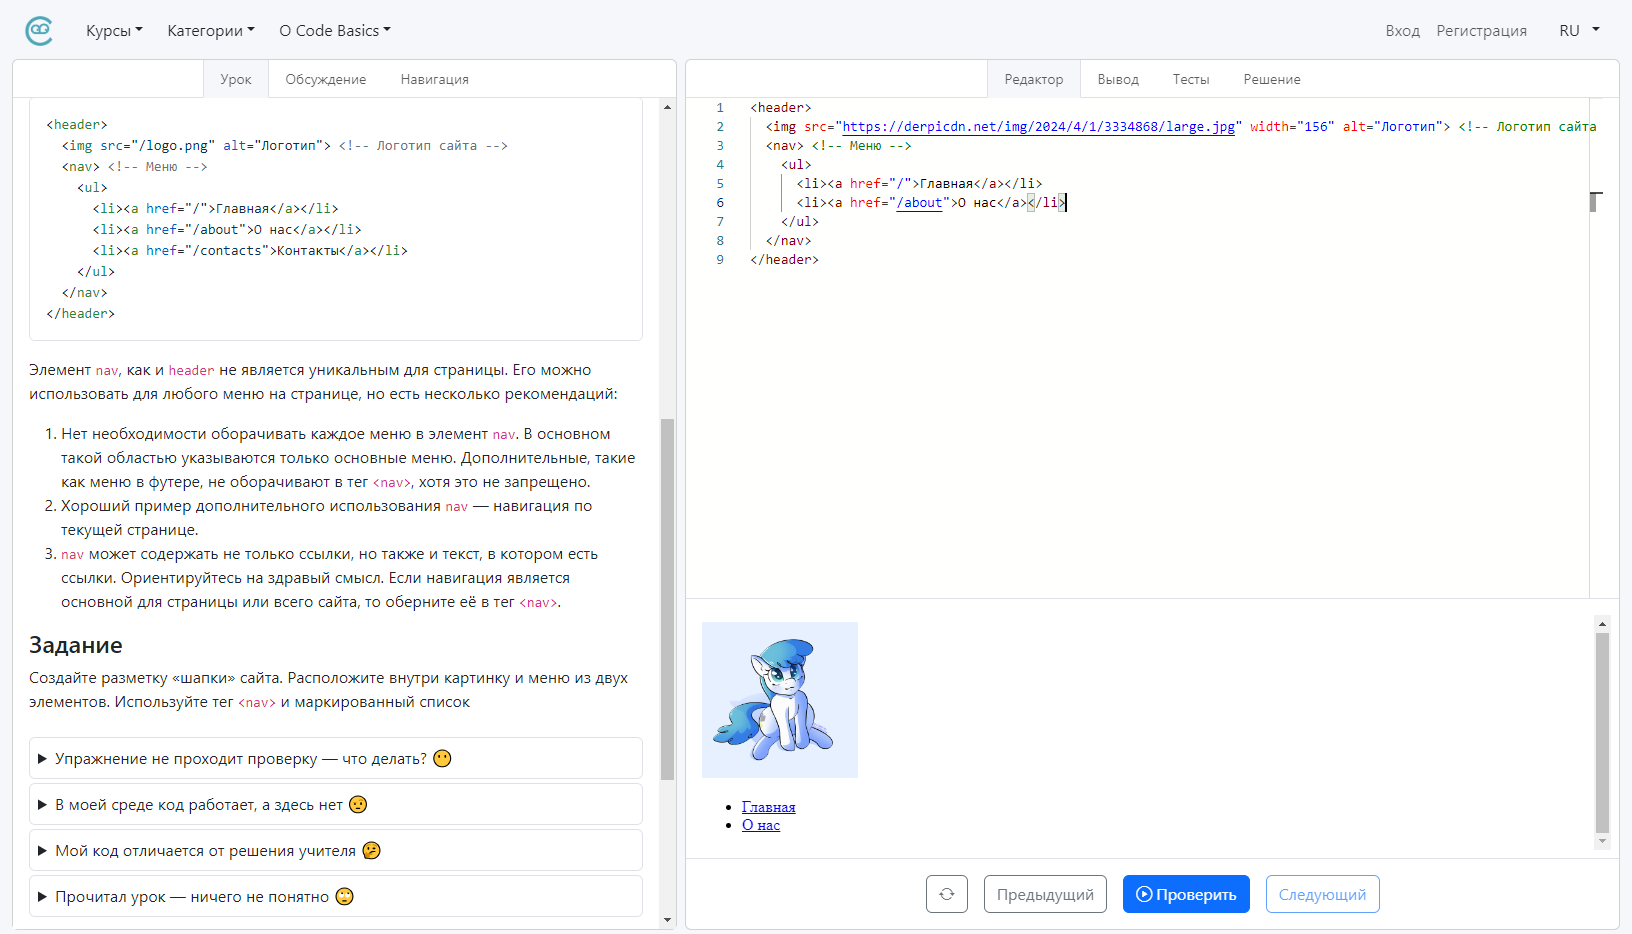 Курсы Категории О Code Basics Вход Регистрация RU
Урок Обсуждение Навигация
<header>
<img src="/logo.png" alt="Логотип"> <!-- Логотип сайта -->
<nav> <!-- Меню -->
<ul>
<li><a href="/">Главная</a></li>
<li><a href="/about">О нас</a></li>
<li><a href="/contacts">Контакты</a></li>
</ul>
</nav>
</header>
Элемент nav, как и header не является уникальным для страницы. Его можно
использовать для любого меню на странице, но есть несколько рекомендаций:
1. Нет необходимости оборачивать каждое меню в элемент nav. В основном
такой областью указываются только основные меню. Дополнительные, такие
как меню в футере, не оборачивают в тег <nav>, хотя это не запрещено.
2. Хороший пример дополнительного использования nav — навигация по
текущей странице.
3. nav может содержать не только ссылки, но также и текст, в котором есть
ссылки. Ориентируйтесь на здравый смысл. Если навигация является
основной для страницы или всего сайта, то оберните её в тег <nav>.
Задание
Создайте разметку «шапки» сайта. Расположите внутри картинку и меню из двух
элементов. Используйте тег <nav> и маркированный список
Упражнение не проходит проверку — что делать? 😶
В моей среде код работает, а здесь нет 🤨
Мой код отличается от решения учителя 🤔
Прочитал урок — ничего не понятно 🙄
Редактор Вывод Тесты Решение
1 <header>
2 <img src="https://derpicdn.net/img/2024/4/1/3334868/large.jpg" width="156" alt="Логотип"> <!-- Логотип сайта
3 <nav> <!-- Меню -->
4 <ul>
5 <li><a href="/">Главная</a></li>
6 <li><a href="/about">О нас</a></li>
7 </ul>
8 </nav>
9 </header>
Главная
О нас
Предыдущий Проверить Следующий